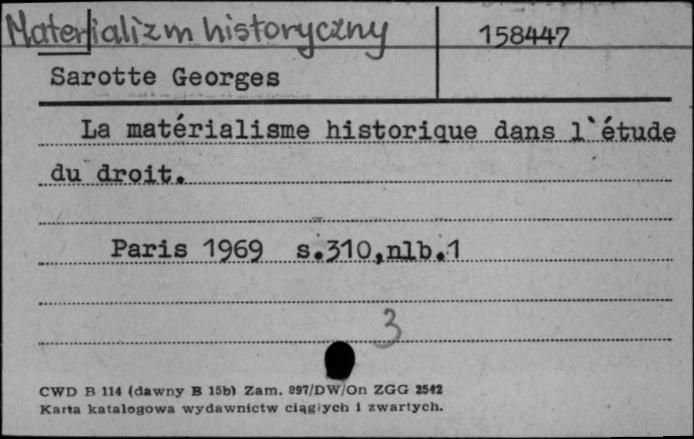 Materializm historyczny
158447
Sarotte Georges
La matérialisme historique dans l`étude
du droit.
Paris 1969 s.310,nlb.1
3
CWD B 114 (dawny B 15b) Zam. 897/DW/On ZGG 2542
Karta katalogowa wydawnictw ciągłych i zwartych.